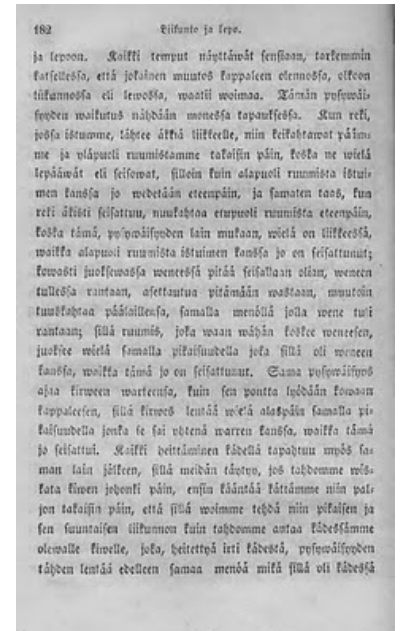 182 Liikunto ja lepo.
ja lepoon. Kaikki temput näyttäwät sensiaan, tarkemmin
katsellessa, että jokainen muutos kappaleen olennossa, olkoon
liikunnossa eli lewossa, waatii woimaa. Tämän pysywäi-
syyden waikutus nähdään monessa tapauksessa. Kun reki,
jossa istumme, lähtee äkkiä liikkeelle, niin keikahtawat pääm-
me ja yläpuoli ruumistamme takaisin päin, koska ne wielä
lepääwät eli seisowat, silloin kuin alapuoli ruumista istui-
men kanssa jo wedetään eteenpäin, ja samaten taas, kun
reki äkisti seisattuu, nuukahtaa etupuoli ruumista eteenpäin,
koska tämä, pysywäisyyden lain mukaan, wielä on liikkeessä,
waikka alapuoli ruumista istuimen kanssa jo on seisattunut;
kowasti juoksewassa weneessä pitää seisallaan olian, weneen
tullessa rantaan, asettautua pitämään wastaan, muutoin
tuuskahtaa päälaillensa, samalla menöllä jolla wene tuli
rantaan; sillä ruumis, joka waan wähän koskee weneesen,
juoksee wielä samalla pikaisuudella joka sillä oli weneen
kanssa, waikka tämä jo on seisattunut. Sama pysywäisyys
ajaa kirween warteensa, kuin sen pontta lyödään kowaan
kappaleesen, sillä kirwes lentää wielä alaspäin samalla pi-
kaisuudella jonka se sai yhtenä warren kanssa, waikka tämä
jo seisattui. Kaikki heittäminen kädellä tapahtuu myös sa-
man lain jälkeen, sillä meidän täytyy, jos tahdomme wis-
kata kiwen johonki päin, ensin kääntää kättämme niin pal-
jon takaisin päin, että sillä woimme tehdä niin pikaisen ja
sen suuntaisen liikunnon kuin tahdomme antaa kädessämme
olewalle kiwelle, joka, heitettyä irti kädestä, pysywäisyyden
tähden lentää edelleen samaa menöä mikä sillä oli kädessä